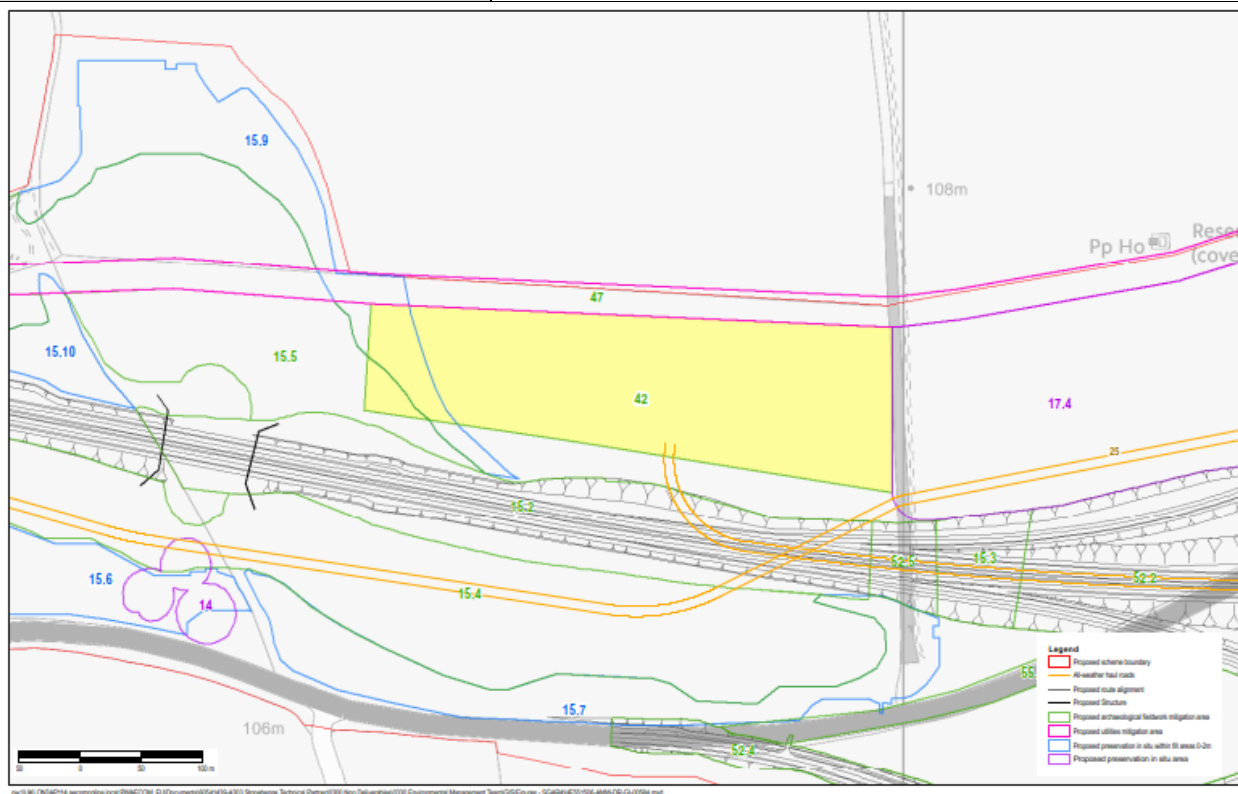 15.9
108m
Pp Ho
Rese
(cove
47
15.10
15.5
42
17.4
25
15.2
52.5
15.3
52.2
15.6
14
15.4
55.
15.7
106m
52.4
Legend
Proposed scheme boundary
All-weather haul roads
Proposed route alignment
Proposed Structure
Proposed archaeological fieldwork mitigation area
Proposed utilities mitigation area
Proposed preservation in situ within fill areas 0-2m
Proposed preservation in situ area
50 0 50 100 m